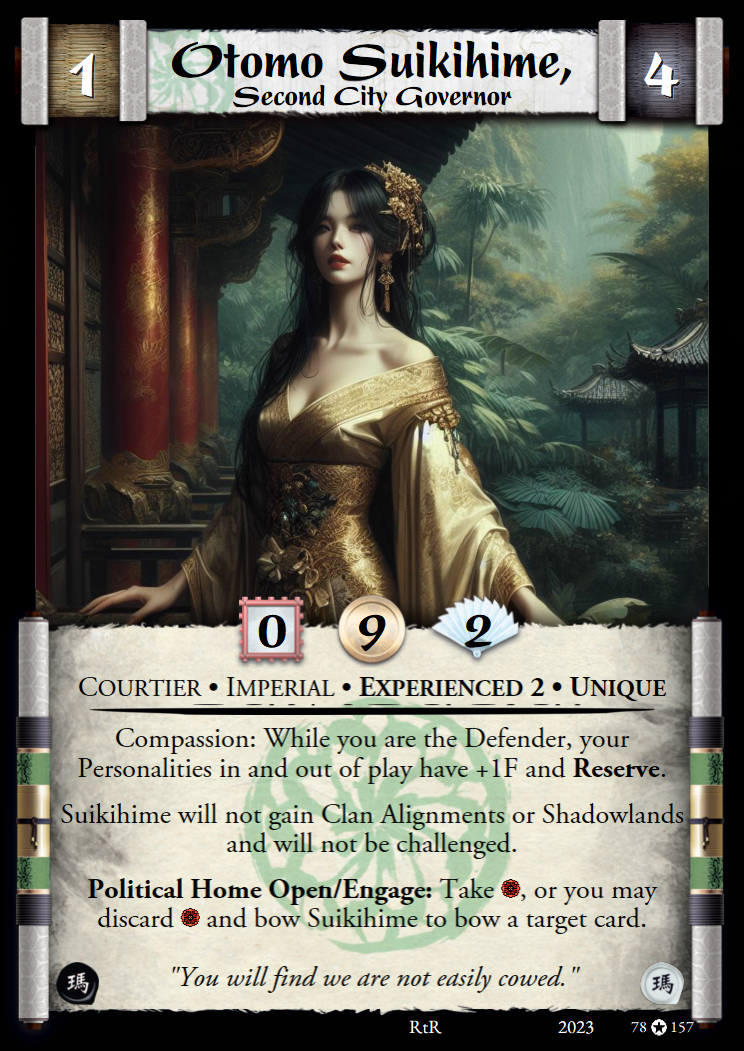 1
Otomo Suikihime,
Second City Governor
4
0
9
2
Courtier • Imperial • Experienced 2 • Unique
Compassion: While you are the Defender, your
Personalities in and out of play have +1F and Reserve.
Suikihime will not gain Clan Alignments or Shadowlands
and will not be challenged.
Political Home Open/Engage: Take , or you may
discard and bow Suikihime to bow a target card.
瑪
"You will find we are not easily cowed."
瑪
RtR
2023
78 157